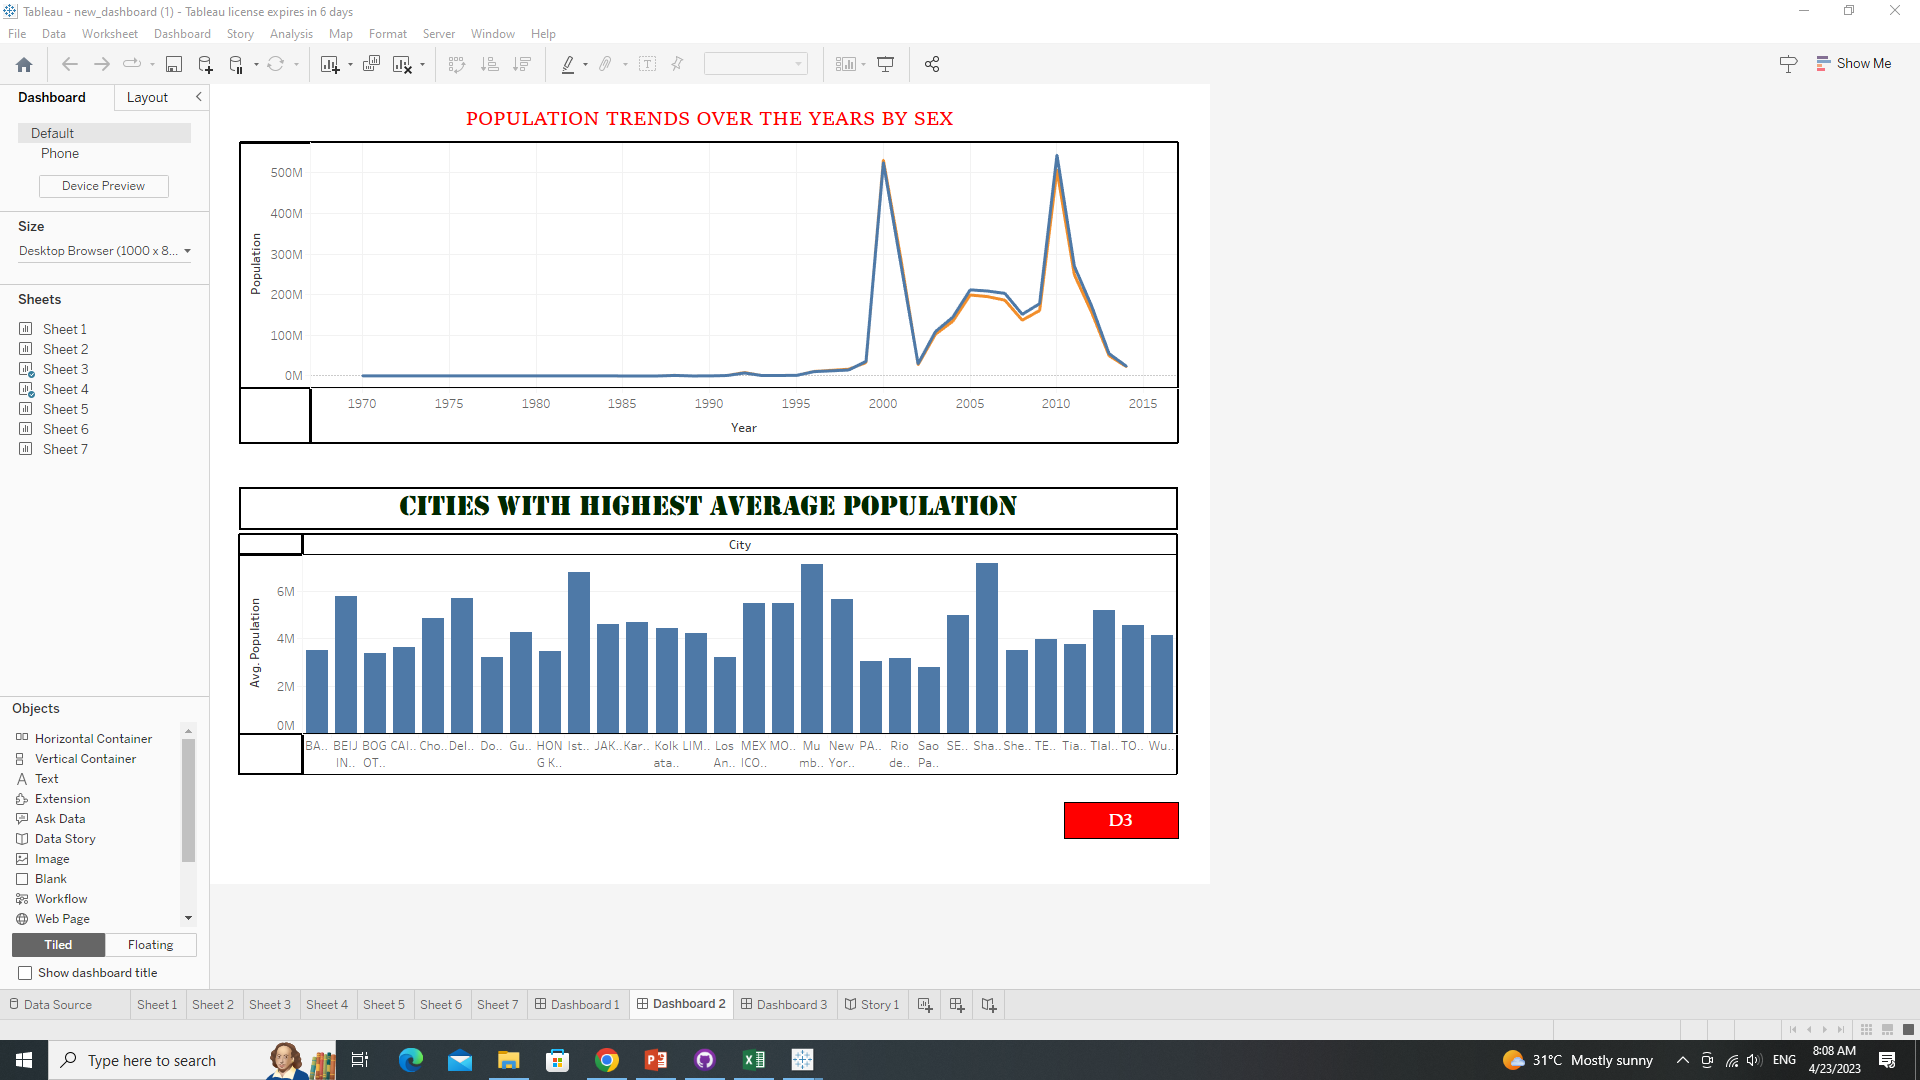 Tableau - new_dashboard (1) - Tableau license expires in 6 days
File Data Worksheet Dashboard Story Analysis Map Format Server Window Help
Show Me
Dashboard Layout
Default
Phone
Device Preview
Size
Desktop Browser (1000 x 8...
Sheets
Sheet 1
Sheet 2
Sheet 3
Sheet 4
Sheet 5
Sheet 6
Sheet 7
Objects
Horizontal Container
Vertical Container
Text
Extension
Ask Data
Data Story
Image
Blank
Workflow
Web Page
Tiled Floating
Show dashboard title
POPULATION TRENDS OVER THE YEARS BY SEX
Population
500M
400M
300M
200M
100M
0M
1970 1975 1980 1985 1990 1995 2000 2005 2010 2015
Year
CITIES WITH HIGHEST AVERAGE POPULATION
City
Avg. Population
6M
4M
2M
0M
BA.. BEIJ BOG CAI.. Cho.. Del.. Do.. Gu.. HON Ist.. JAK.. Kar.. Kolk LIM.. Los MEX MO.. Mu New PA.. Rio Sao SE.. Sha.. She.. TE.. Tia.. Tlal.. TO.. Wu..
IN.. OT.. G K.. ata.. An.. ICO.. mb.. Yor.. de.. Pa..
D3
Data Source Sheet 1 Sheet 2 Sheet 3 Sheet 4 Sheet 5 Sheet 6 Sheet 7 Dashboard 1 Dashboard 2 Dashboard 3 Story 1
Type here to search
31°C Mostly sunny
ENG
8:08 AM
4/23/2023